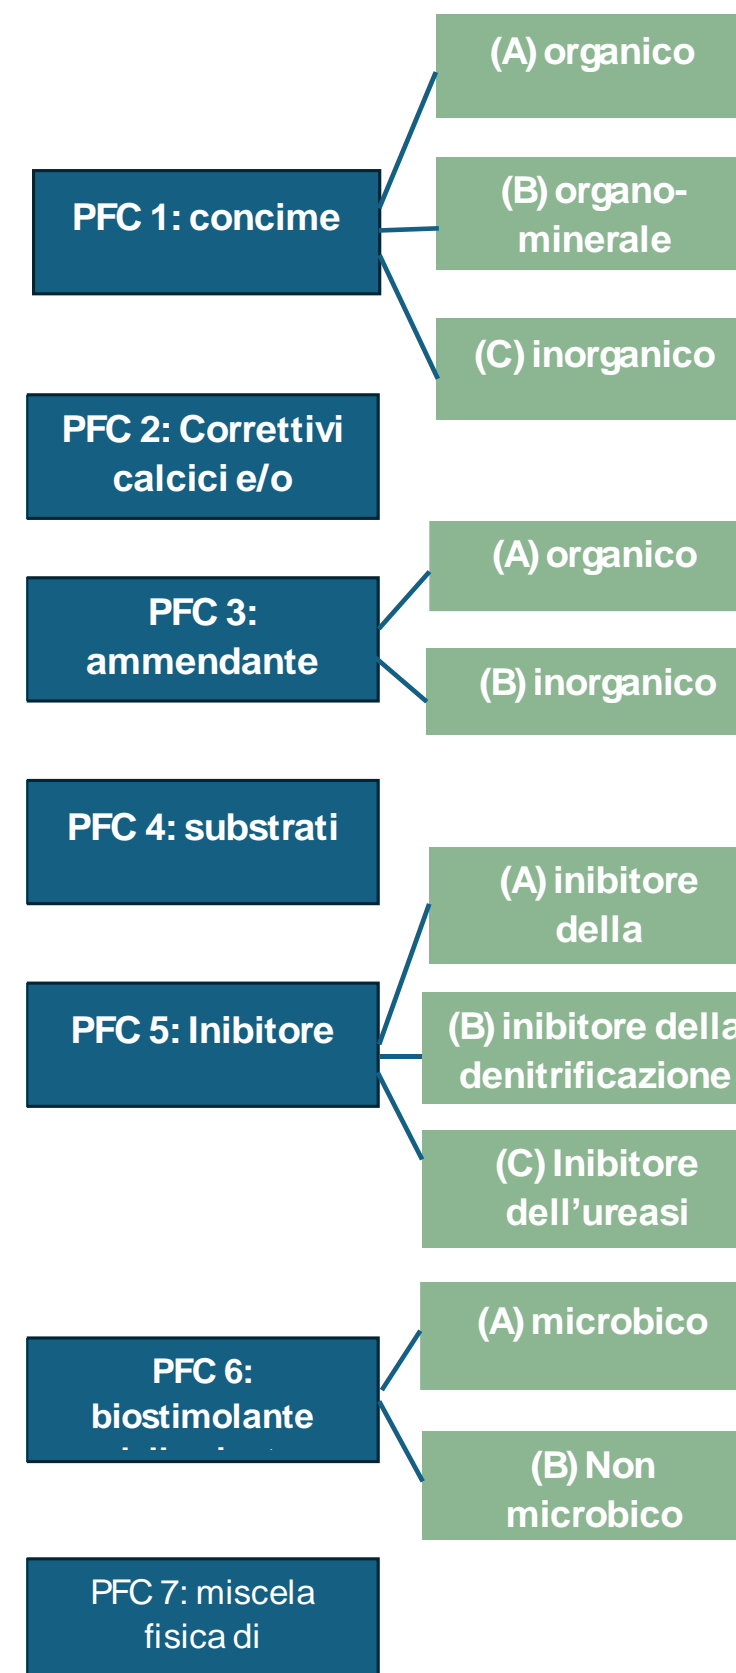 (A) organico
PFC 1: concime
(B) organo-
minerale
(C) inorganico
PFC 2: Correttivi
calcici e/o
PFC 3:
ammendante
(A) organico
(B) inorganico
PFC 4: substrati
PFC 5: Inibitore
(A) inibitore
della
(B) inibitore della
denitrificazione
(C) Inibitore
dell’ureasi
PFC 6:
biostimolante
(A) microbico
(B) Non
microbico
PFC 7: miscela
fisica di